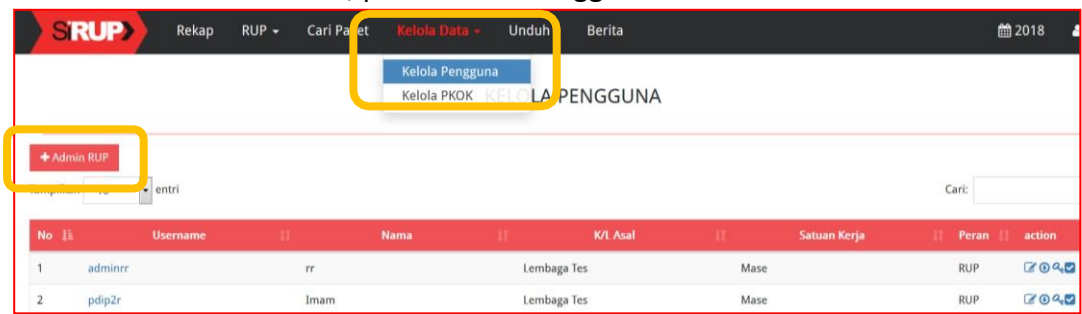 SiRUP Rekap RUP Cari Paket Kelola Data Unduh Berita 2018
Kelola Pengguna
Kelola PKOK
KELOLA PENGGUNA
+ Admin RUP
entri Cari:
No Username Nama K/L Asal Satuan Kerja Peran action
1 adminrr rr Lembaga Tes Mase RUP
2 pdip2r Imam Lembaga Tes Mase RUP